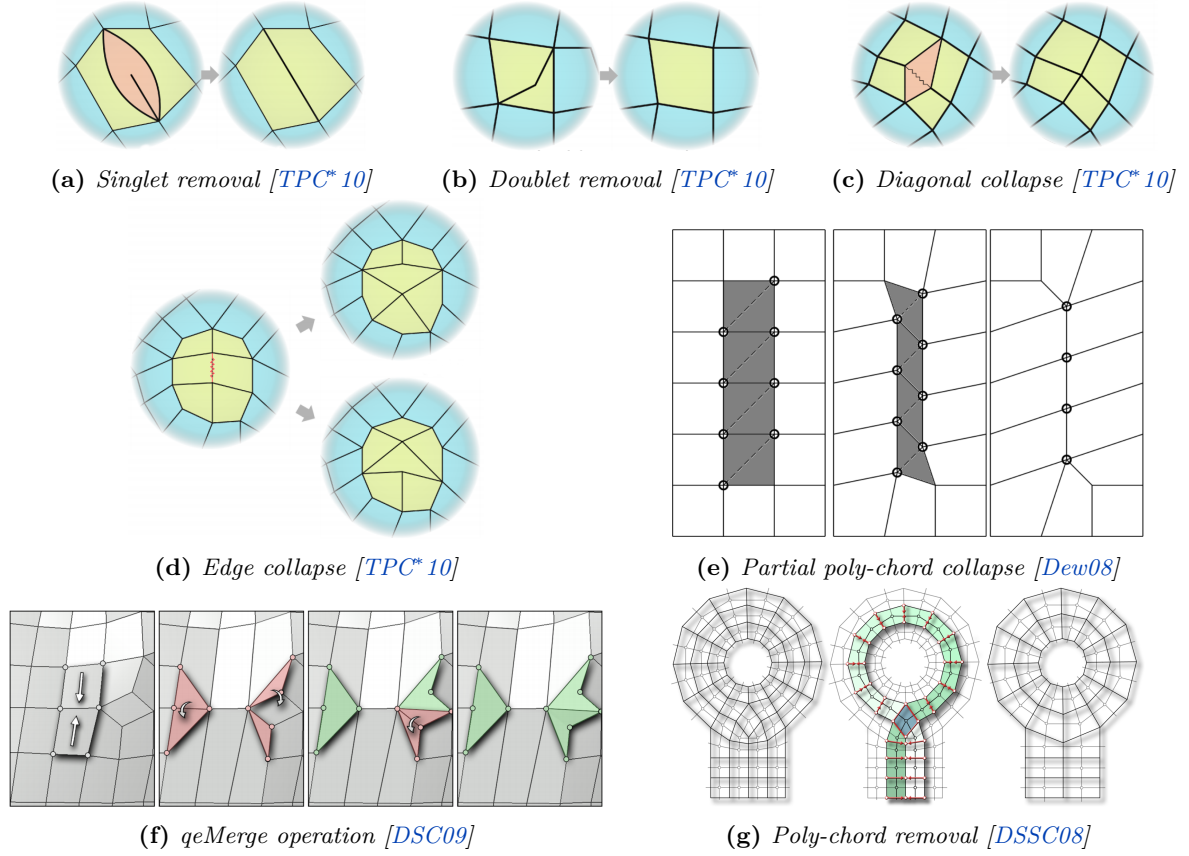 (a) Singlet removal [TPC*10]
(b) Doublet removal [TPC*10]
(c) Diagonal collapse [TPC*10]
(d) Edge collapse [TPC*10]
(e) Partial poly-chord collapse [Dew08]
(f) qeMerge operation [DSC09]
(g) Poly-chord removal [DSSC08]